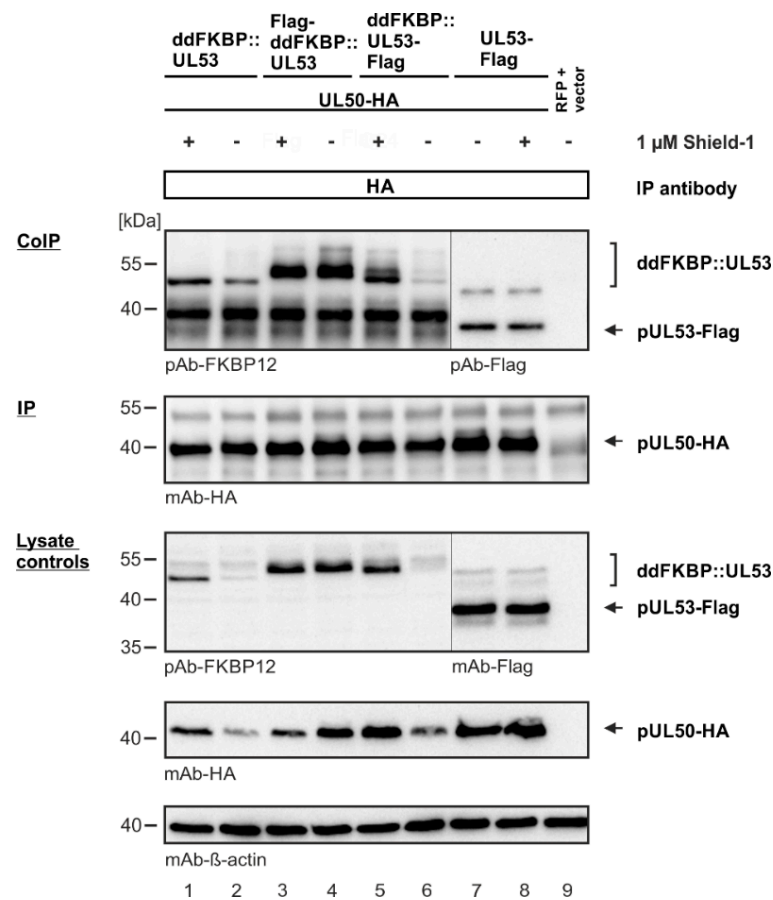 ddFKBP::
UL53
Flag-
ddFKBP::
UL53
ddFKBP::
UL53-
Flag
UL53-
Flag
RFP +
vector
UL50-HA
+ - + - + - - + - 1 µM Shield-1
HA IP antibody
[kDa]
CoIP
55
40
ddFKBP::UL53
pUL53-Flag
pAb-FKBP12 pAb-Flag
IP
55
40
pUL50-HA
mAb-HA
Lysate
controls
55
40
35
ddFKBP::UL53
pUL53-Flag
pAb-FKBP12 mAb-Flag
40
pUL50-HA
mAb-HA
40
mAb-ß-actin
1 2 3 4 5 6 7 8 9